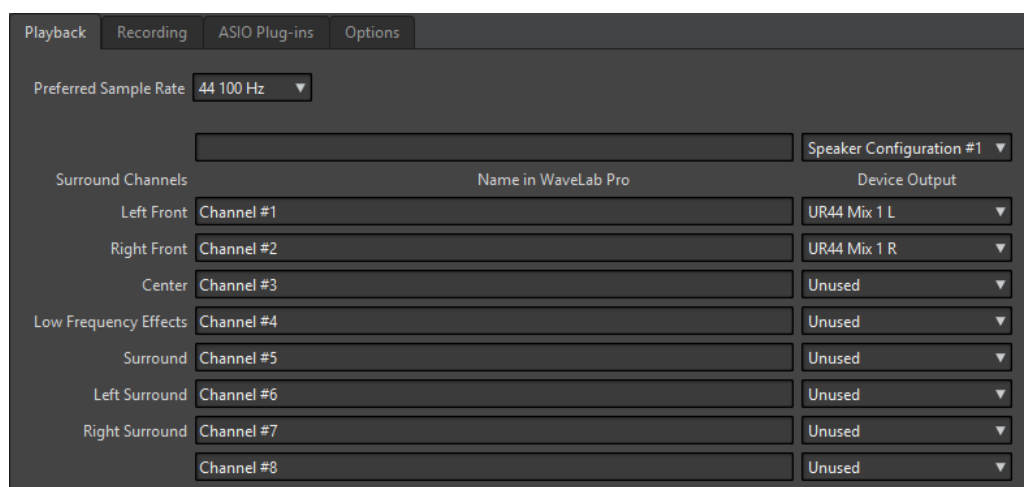 Playback Recording ASIO Plug-ins Options
Preferred Sample Rate 44 100 Hz
Speaker Configuration #1
Surround Channels Name in WaveLab Pro Device Output
Left Front Channel #1 UR44 Mix 1 L
Right Front Channel #2 UR44 Mix 1 R
Center Channel #3 Unused
Low Frequency Effects Channel #4 Unused
Surround Channel #5 Unused
Left Surround Channel #6 Unused
Right Surround Channel #7 Unused
Channel #8 Unused